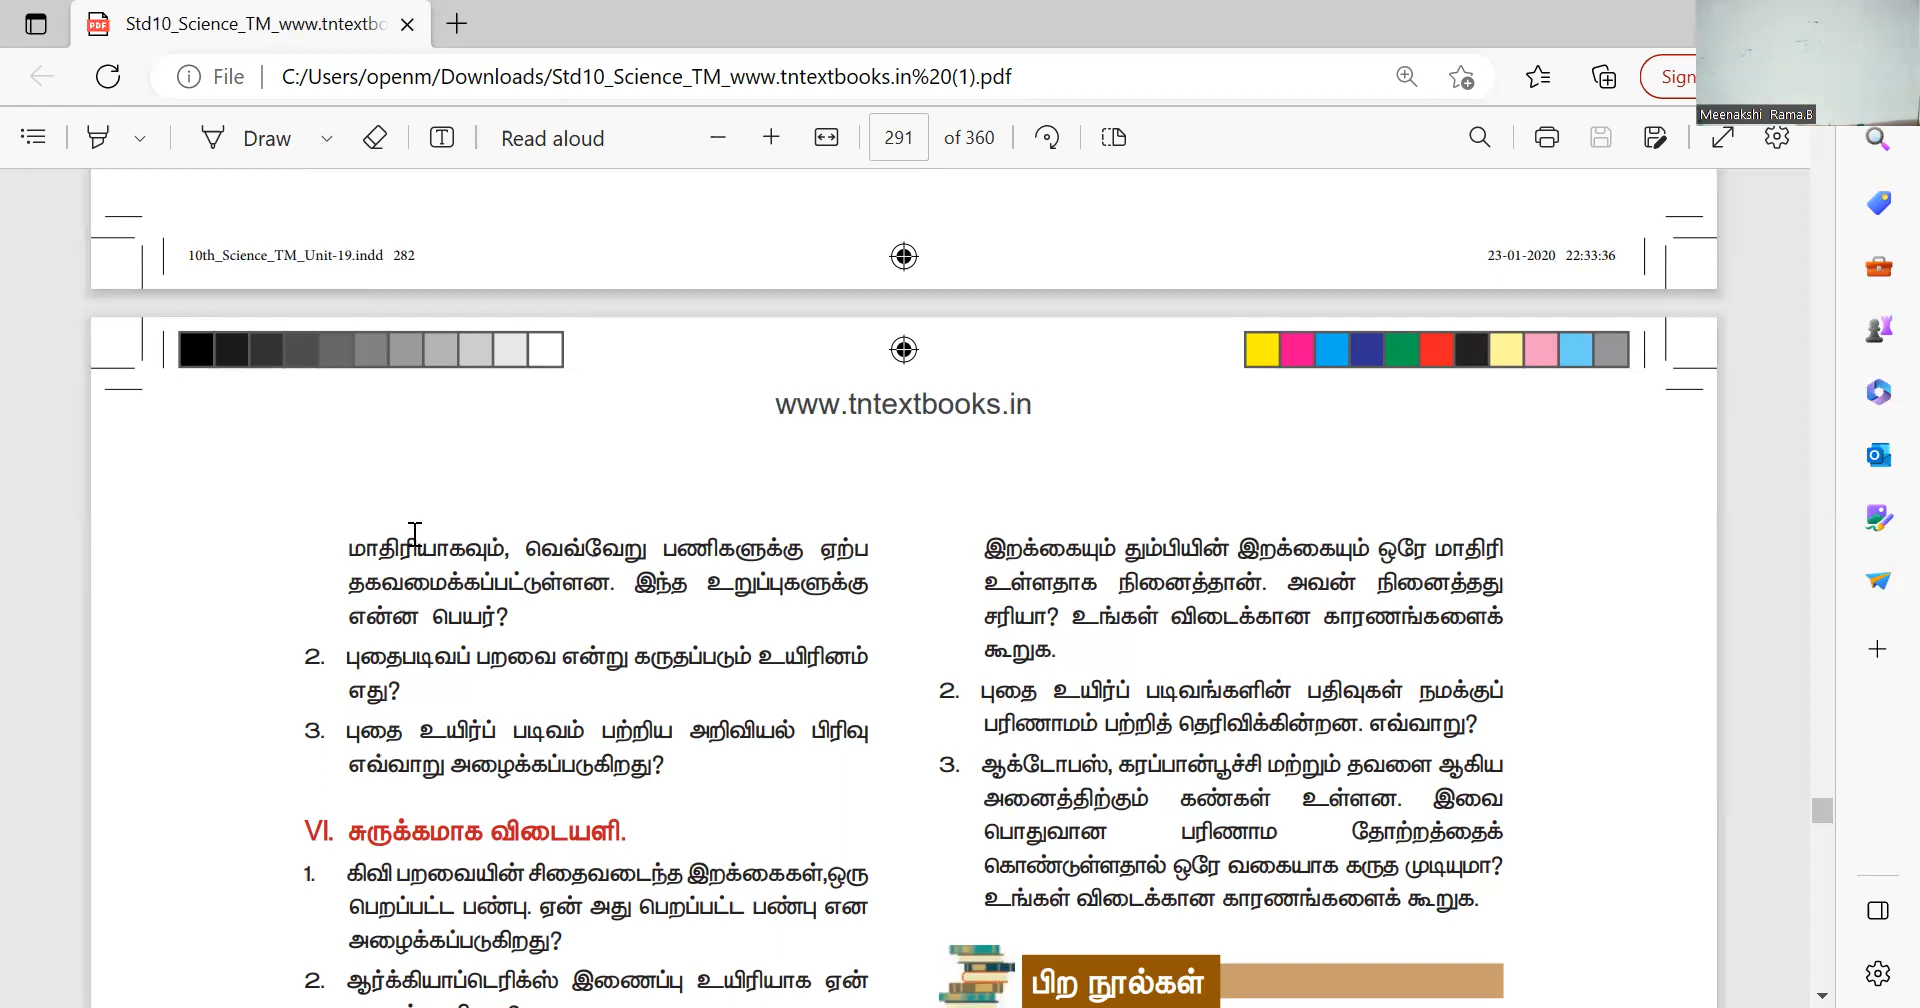 Std10_Science_TM_www.tntextbo
File
C:/Users/openm/Downloads/Std10_Science_TM_www.tntextbooks.in%20(1).pdf
Sign
Meenakshi Rama.B
Draw
Read aloud
291 of 360
10th_Science_TM_Unit-19.indd 282
23-01-2020 22:33:36
www.tntextbooks.in
மாதிரியாகவும், வெவ்வேறு பணிகளுக்கு ஏற்ப
தகவமைக்கப்பட்டுள்ளன. இந்த உறுப்புகளுக்கு
என்ன பெயர்?
2. புதைபடிவப் பறவை என்று கருதப்படும் உயிரினம்
எது?
3. புதை உயிர்ப் படிவம் பற்றிய அறிவியல் பிரிவு
எவ்வாறு அழைக்கப்படுகிறது?
VI. சுருக்கமாக விடையளி.
1. கிவி பறவையின் சிதைவடைந்த இறக்கைகள்,ஒரு
பெறப்பட்ட பண்பு. ஏன் அது பெறப்பட்ட பண்பு என
அழைக்கப்படுகிறது?
2. ஆர்க்கியாப்டெரிக்ஸ் இணைப்பு உயிரியாக ஏன்
இறக்கையும் தும்பியின் இறக்கையும் ஒரே மாதிரி
உள்ளதாக நினைத்தான். அவன் நினைத்தது
சரியா? உங்கள் விடைக்கான காரணங்களைக்
கூறுக.
2. புதை உயிர்ப் படிவங்களின் பதிவுகள் நமக்குப்
பரிணாமம் பற்றித் தெரிவிக்கின்றன. எவ்வாறு?
3. ஆக்டோபஸ், கரப்பான்பூச்சி மற்றும் தவளை ஆகிய
அனைத்திற்கும் கண்கள் உள்ளன. இவை
பொதுவான பரிணாம தோற்றத்தைக்
கொண்டுள்ளதால் ஒரே வகையாக கருத முடியுமா?
உங்கள் விடைக்கான காரணங்களைக் கூறுக.
பிற நூல்கள்